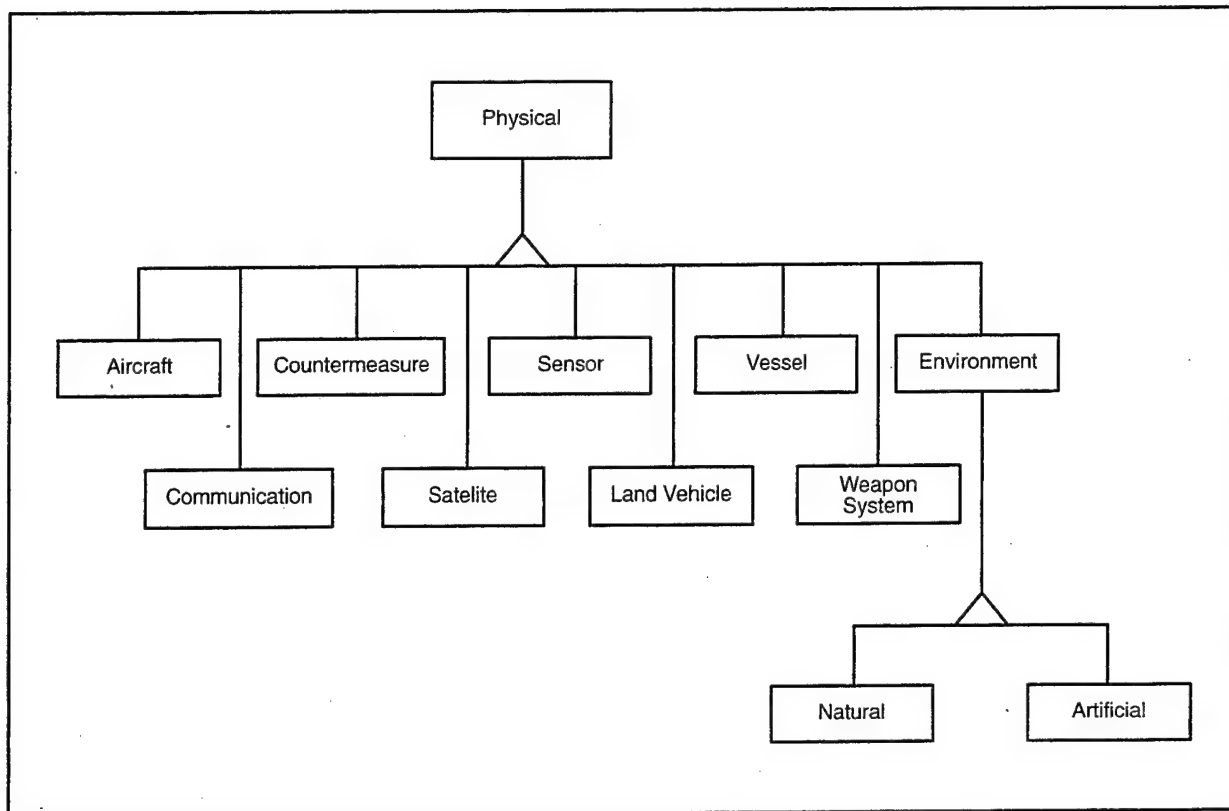 Physical
Aircraft
Countermeasure
Sensor
Vessel
Environment
Communication
Satelite
Land Vehicle
Weapon
System
Natural
Artificial